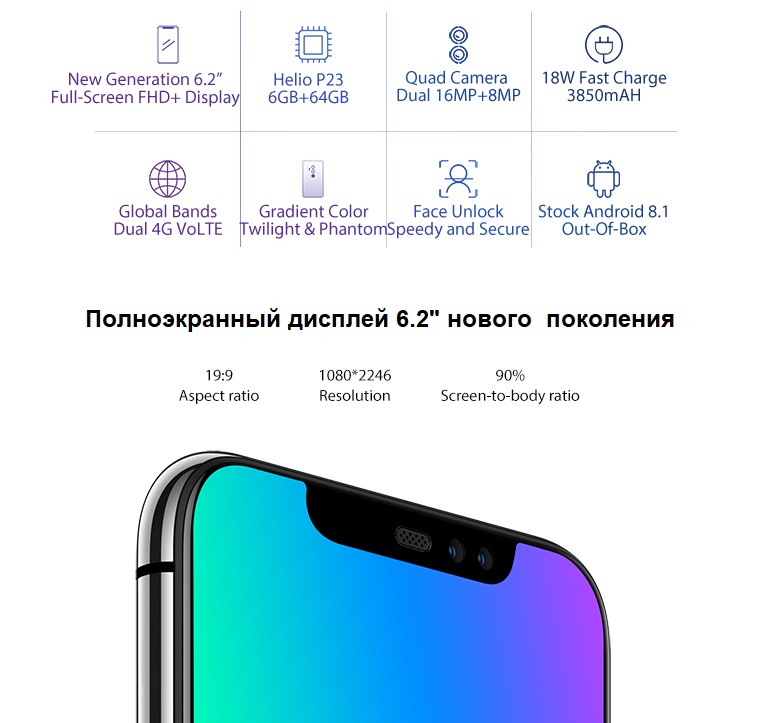 New Generation 6.2”
Full-Screen FHD+ Display
Helio P23
6GB+64GB
Quad Camera
Dual 16MP+8MP
18W Fast Charge
3850mAH
Global Bands
Dual 4G VoLTE
Gradient Color
Twilight & Phantom
Face Unlock
Speedy and Secure
Stock Android 8.1
Out-Of-Box
Полноэкранный дисплей 6.2" нового  поколения
19:9
Aspect ratio
1080*2246
Resolution
90%
Screen-to-body ratio